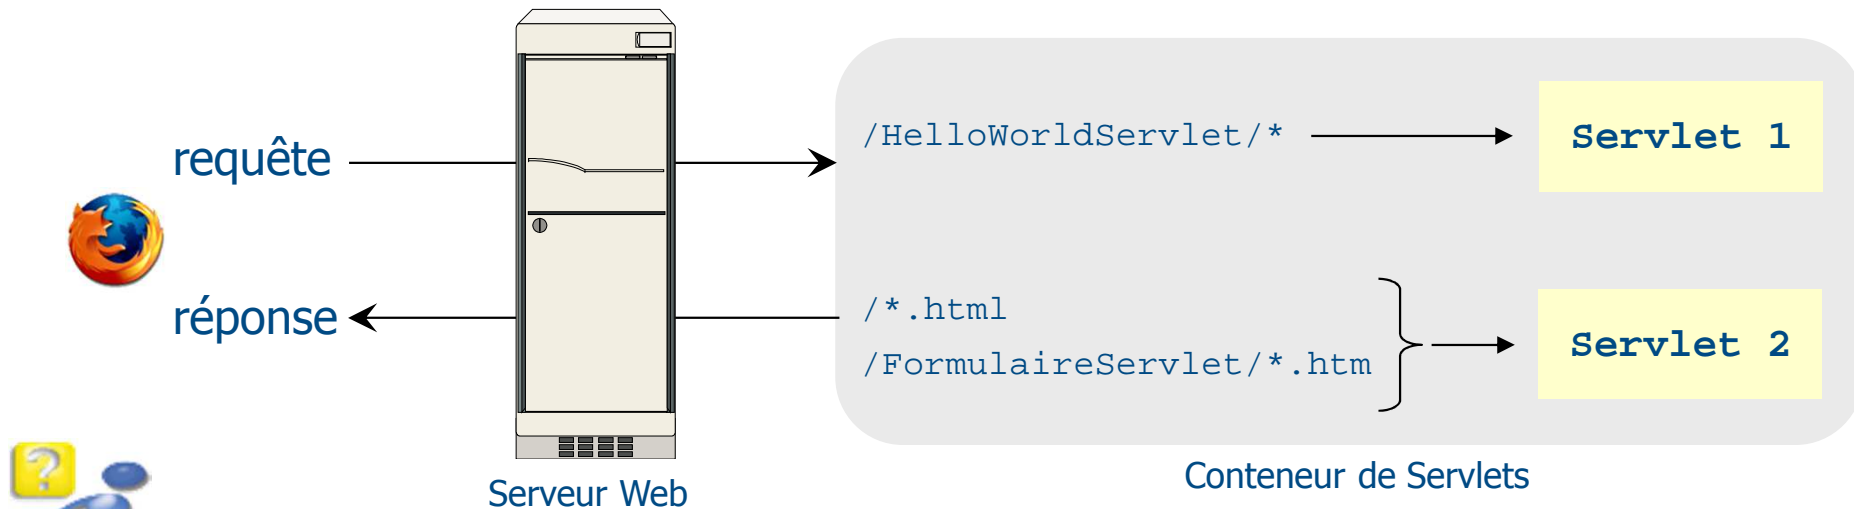 requête
/HelloWorldServlet/*
Servlet 1
réponse
/*.html
/FormulaireServlet/*.htm
Servlet 2
?
Serveur Web
Conteneur de Servlets